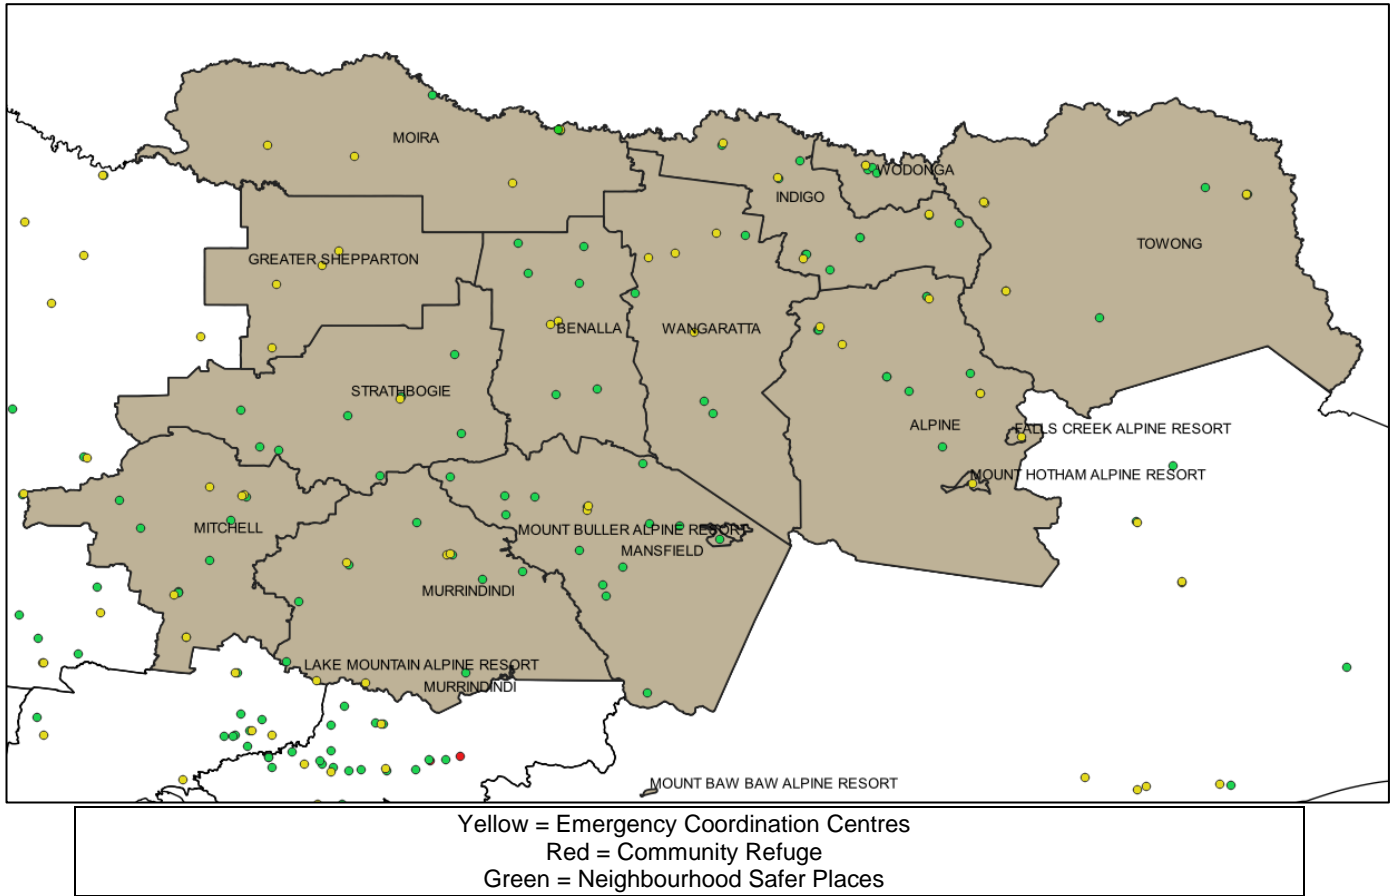 MOIRA
WODONGA
INDIGO
TOWONG
GREATER SHEPPARTON
BENALLA
WANGARATTA
STRATHBOGIE
ALPINE
FALLS CREEK ALPINE RESORT
MOUNT HOTHAM ALPINE RESORT
MITCHELL
MOUNT BULLER ALPINE RESORT
MANSFIELD
MURRINDINDI
LAKE MOUNTAIN ALPINE RESORT
MURRINDINDI
MOUNT BAW BAW ALPINE RESORT
Yellow = Emergency Coordination Centres
Red = Community Refuge
Green = Neighbourhood Safer Places